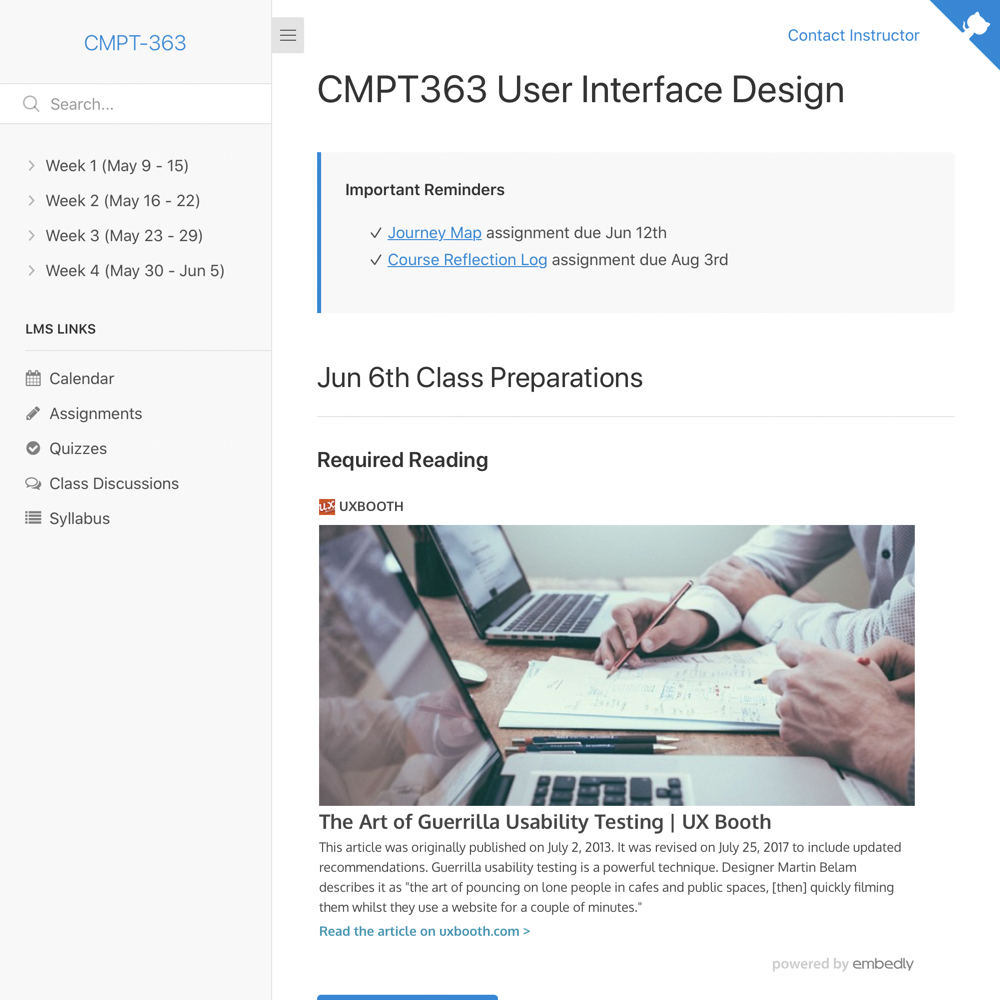 CMPT-363
Search...
Week 1 (May 9 - 15)
Week 2 (May 16 - 22)
Week 3 (May 23 - 29)
Week 4 (May 30 - Jun 5)
LMS LINKS
Calendar
Assignments
Quizzes
Class Discussions
Syllabus
Contact Instructor
CMPT363 User Interface Design
Important Reminders
✓ Journey Map assignment due Jun 12th
✓ Course Reflection Log assignment due Aug 3rd
Jun 6th Class Preparations
Required Reading
UX UXBOOTH
The Art of Guerrilla Usability Testing | UX Booth
This article was originally published on July 2, 2013. It was revised on July 25, 2017 to include updated
recommendations. Guerrilla usability testing is a powerful technique. Designer Martin Belam
describes it as "the art of pouncing on lone people in cafes and public spaces, [then] quickly filming
them whilst they use a website for a couple of minutes."
Read the article on uxbooth.com >
powered by embedly